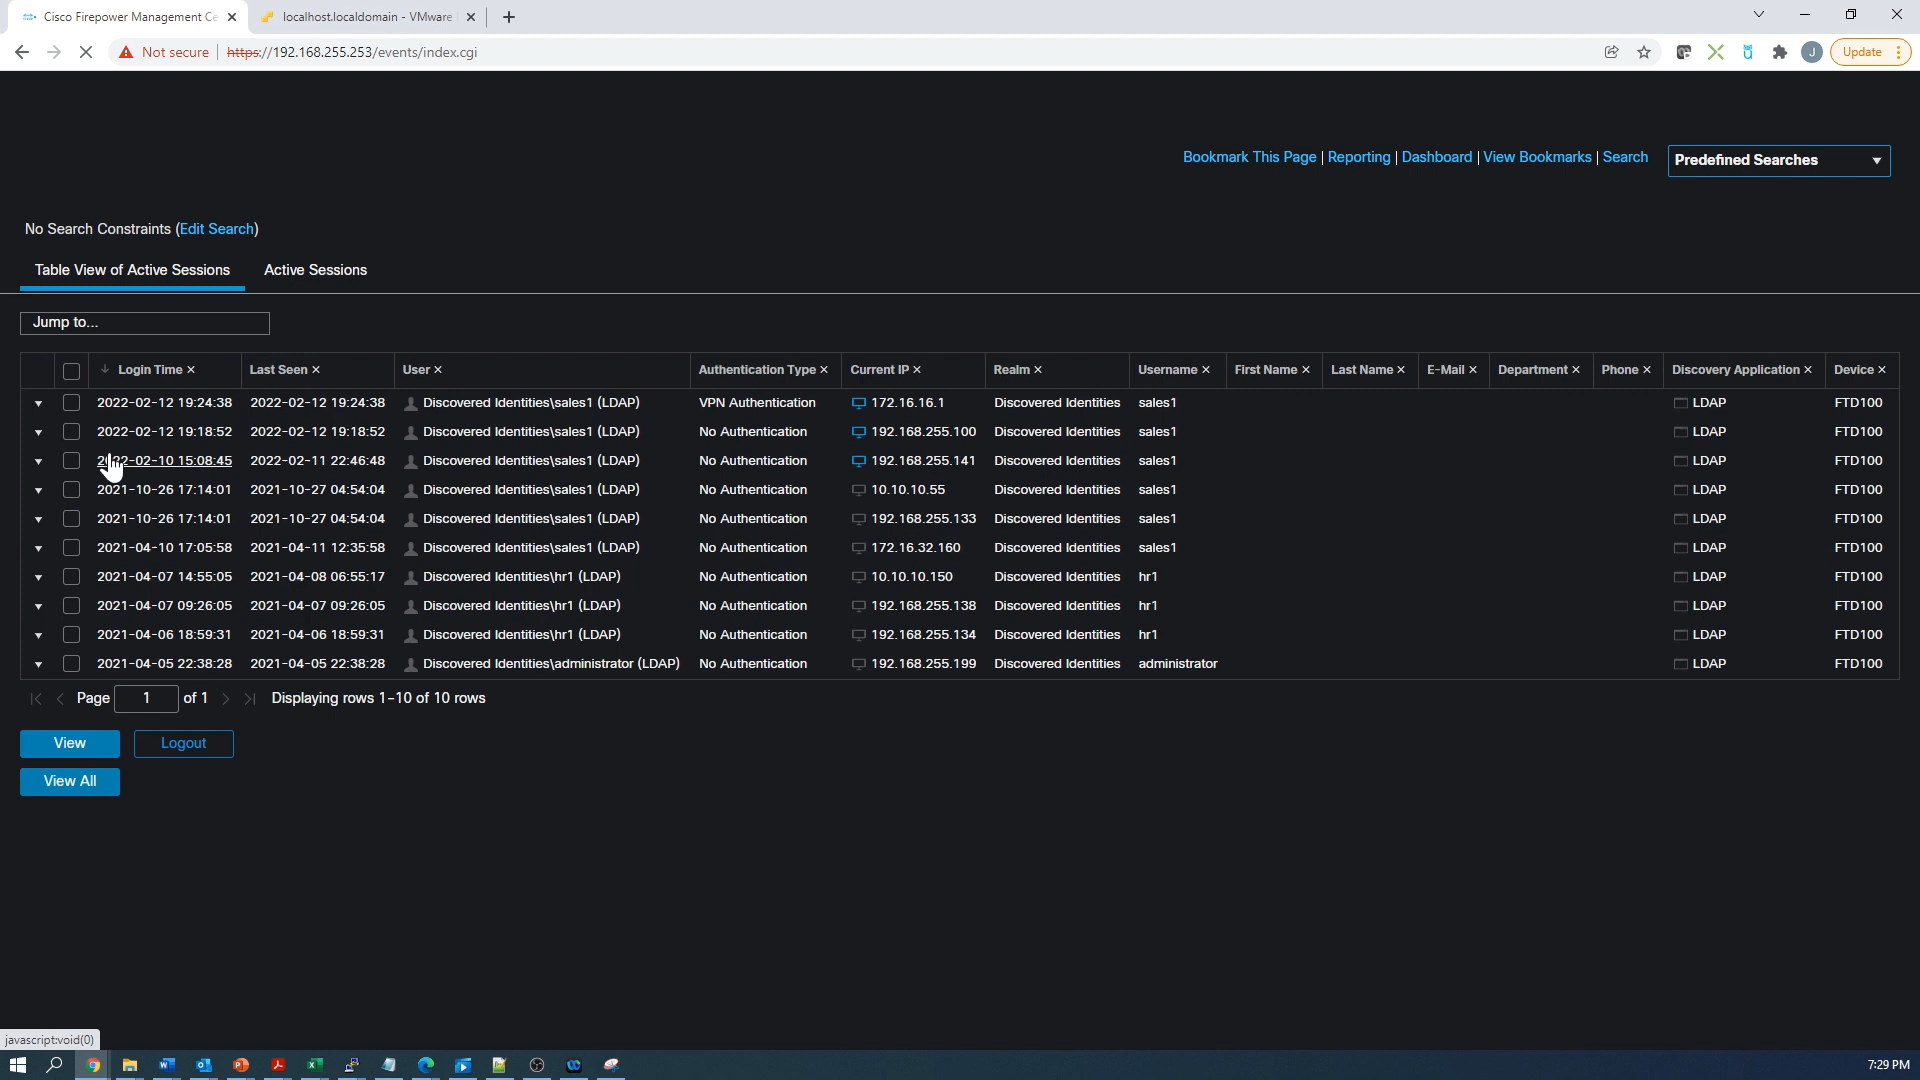 Cisco Firepower Management Ce
localhost.localdomain - VMware
Not secure https://192.168.255.253/events/index.cgi
J
Update
Bookmark This Page | Reporting | Dashboard | View Bookmarks | Search
Predefined Searches
No Search Constraints (Edit Search)
Table View of Active Sessions Active Sessions
Jump to...
Login Time × Last Seen × User × Authentication Type × Current IP × Realm × Username × First Name × Last Name × E-Mail × Department × Phone × Discovery Application × Device ×
2022-02-12 19:24:38 2022-02-12 19:24:38 Discovered Identities\sales1 (LDAP) VPN Authentication 172.16.16.1 Discovered Identities sales1 LDAP FTD100
2022-02-12 19:18:52 2022-02-12 19:18:52 Discovered Identities\sales1 (LDAP) No Authentication 192.168.255.100 Discovered Identities sales1 LDAP FTD100
2022-02-10 15:08:45 2022-02-11 22:46:48 Discovered Identities\sales1 (LDAP) No Authentication 192.168.255.141 Discovered Identities sales1 LDAP FTD100
2021-10-26 17:14:01 2021-10-27 04:54:04 Discovered Identities\sales1 (LDAP) No Authentication 10.10.10.55 Discovered Identities sales1 LDAP FTD100
2021-10-26 17:14:01 2021-10-27 04:54:04 Discovered Identities\sales1 (LDAP) No Authentication 192.168.255.133 Discovered Identities sales1 LDAP FTD100
2021-04-10 17:05:58 2021-04-11 12:35:58 Discovered Identities\sales1 (LDAP) No Authentication 172.16.32.160 Discovered Identities sales1 LDAP FTD100
2021-04-07 14:55:05 2021-04-08 06:55:17 Discovered Identities\hr1 (LDAP) No Authentication 10.10.10.150 Discovered Identities hr1 LDAP FTD100
2021-04-07 09:26:05 2021-04-07 09:26:05 Discovered Identities\hr1 (LDAP) No Authentication 192.168.255.138 Discovered Identities hr1 LDAP FTD100
2021-04-06 18:59:31 2021-04-06 18:59:31 Discovered Identities\hr1 (LDAP) No Authentication 192.168.255.134 Discovered Identities hr1 LDAP FTD100
2021-04-05 22:38:28 2021-04-05 22:38:28 Discovered Identities\administrator (LDAP) No Authentication 192.168.255.199 Discovered Identities administrator LDAP FTD100
Page 1 of 1 Displaying rows 1-10 of 10 rows
View Logout
View All
javascript:void(0)
7:29 PM